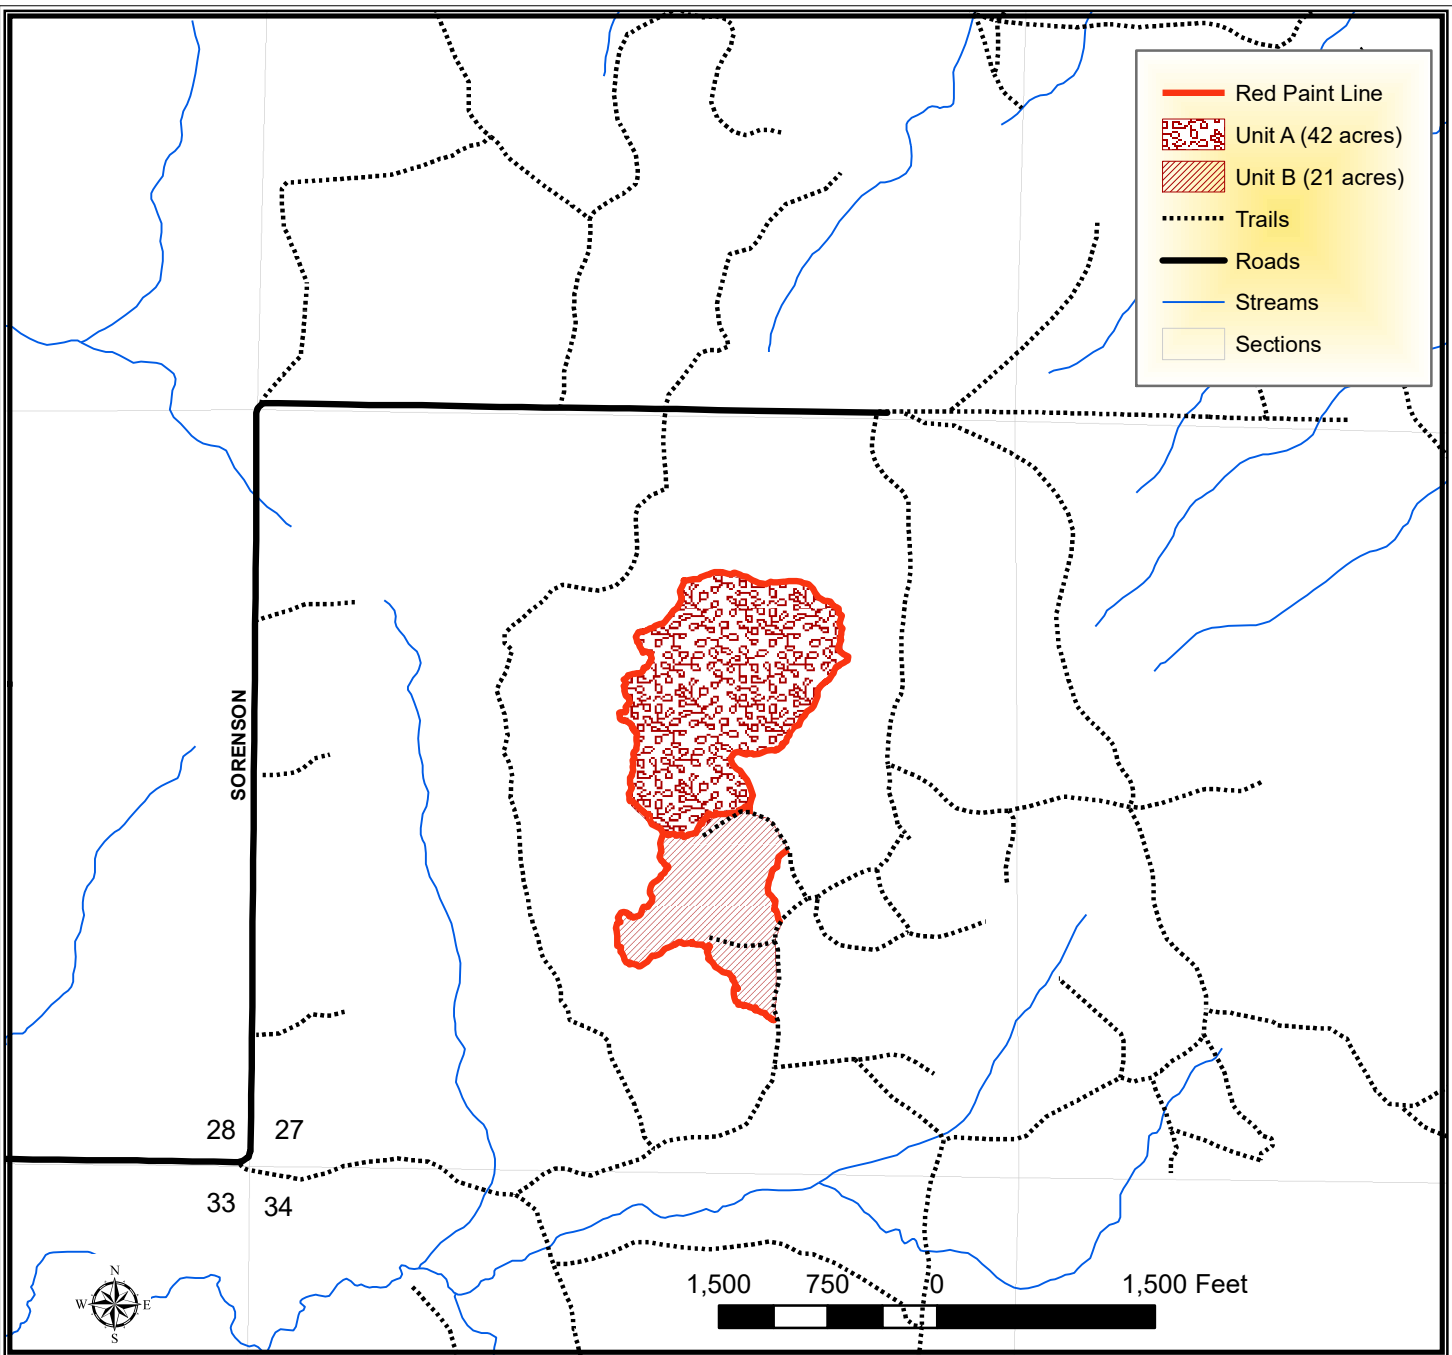 Red Paint Line
Unit A (42 acres)
Unit B (21 acres)
Trails
Roads
Streams
Sections
SORENSON
28 27
33 34
N
W E
S
1,500 750 0 1,500 Feet